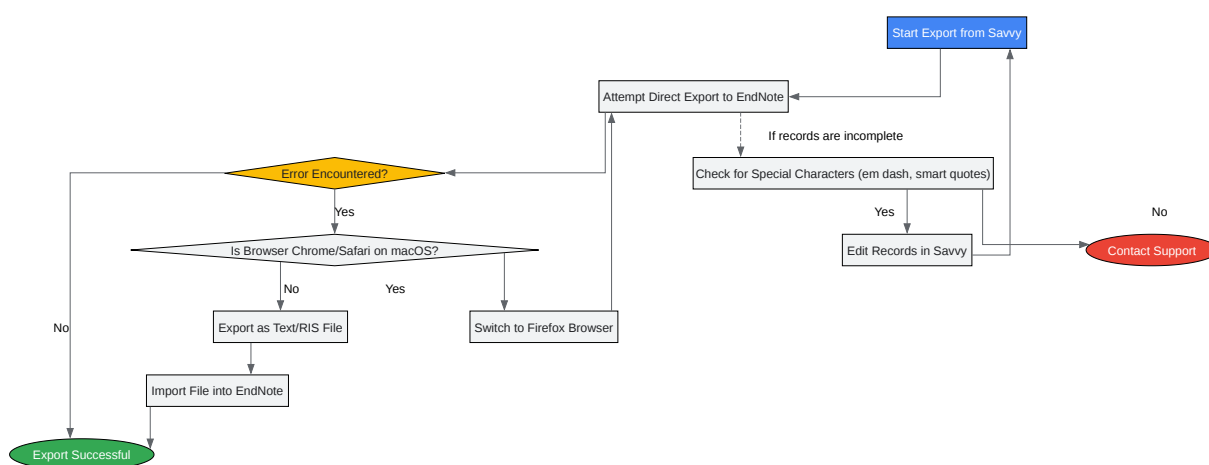 Start Export from Savvy
Attempt Direct Export to EndNote
If records are incomplete
Error Encountered?
Check for Special Characters (em dash, smart quotes)
Yes
Yes
No
Is Browser Chrome/Safari on macOS?
Edit Records in Savvy
Contact Support
No
Yes
No
Export as Text/RIS File
Switch to Firefox Browser
Import File into EndNote
Export Successful